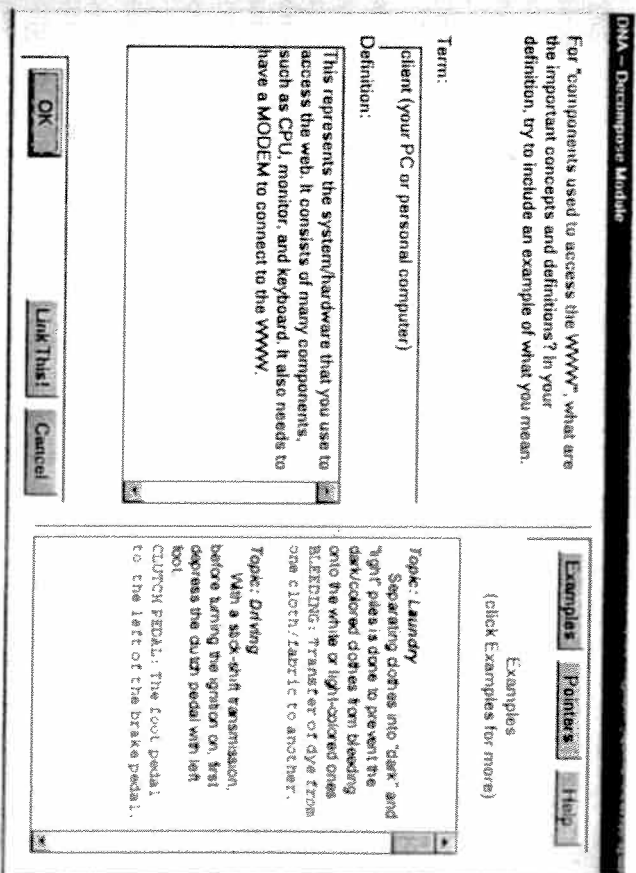 DNA – Decompose Module
For "components used to access the WWW", what are
the important concepts and definitions? In your
definition, try to include an example of what you mean.
Term:
client (your PC or personal computer)
Definition:
This represents the system/hardware that you use to
access the web. It consists of many components,
such as CPU, monitor, and keyboard. It also needs to
have a MODEM to connect to the WWW.
OK
Link This!
Cancel
Examples
Pointers
Help
Examples
(click Examples for more)
Topic: Laundry
Separating clothes into "dark" and
"light" piles is done to prevent the
dark/colored clothes from bleeding
onto the white or light-colored ones
BLEEDING: Transfer of dye from
one cloth/fabric to another.
Topic: Driving
With a stick-shift transmission,
before turning the ignition on, first
depress the clutch pedal with left
foot.
CLUTCH PEDAL: The foot pedal
to the left of the brake pedal.